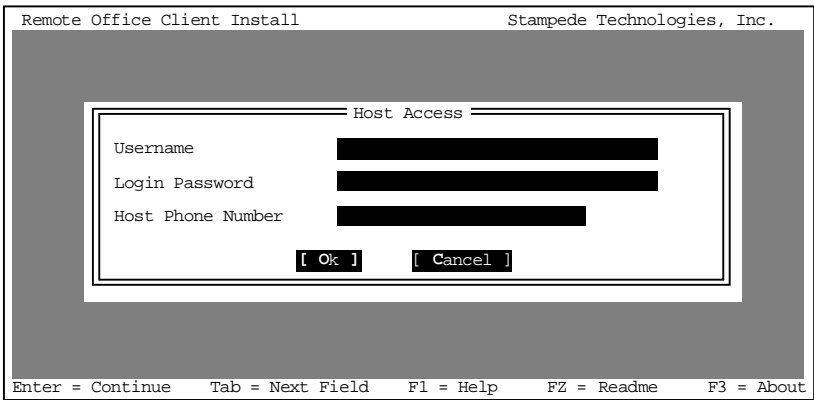 Remote Office Client Install Stampede Technologies, Inc.
Host Access
Username
Login Password
Host Phone Number
[ Ok ] [ Cancel ]
Enter = Continue Tab = Next Field F1 = Help FZ = Readme F3 = About